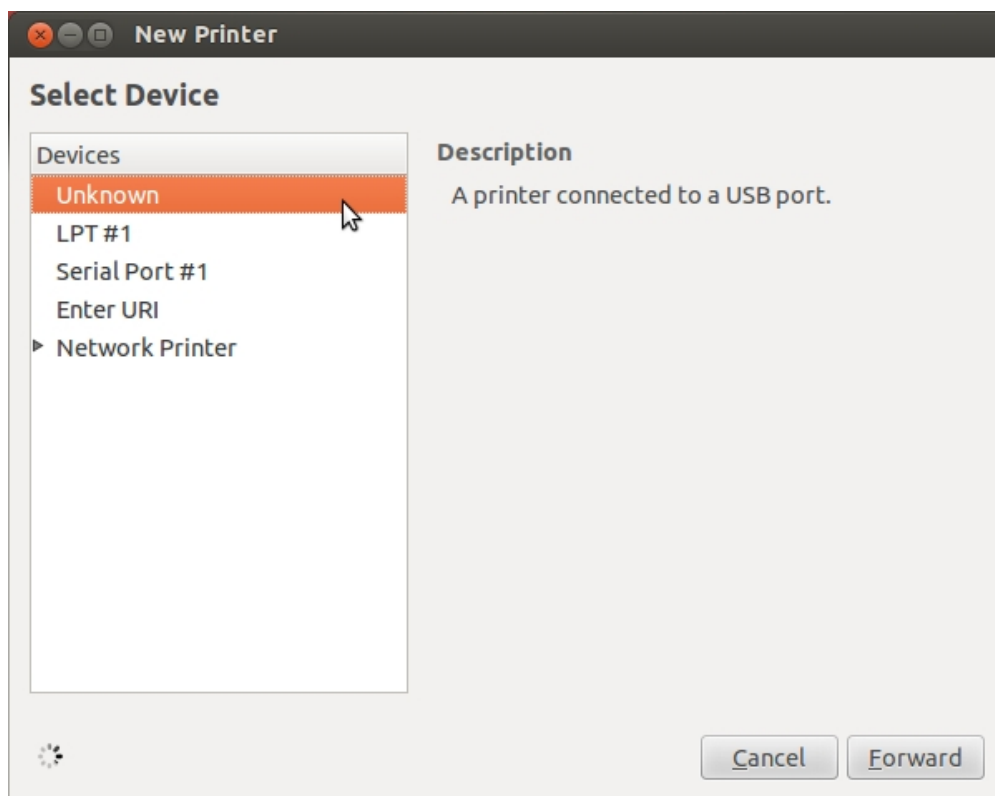 New Printer
Select Device
Devices
Unknown
LPT #1
Serial Port #1
Enter URI
Network Printer
Description
A printer connected to a USB port.
Cancel
Forward